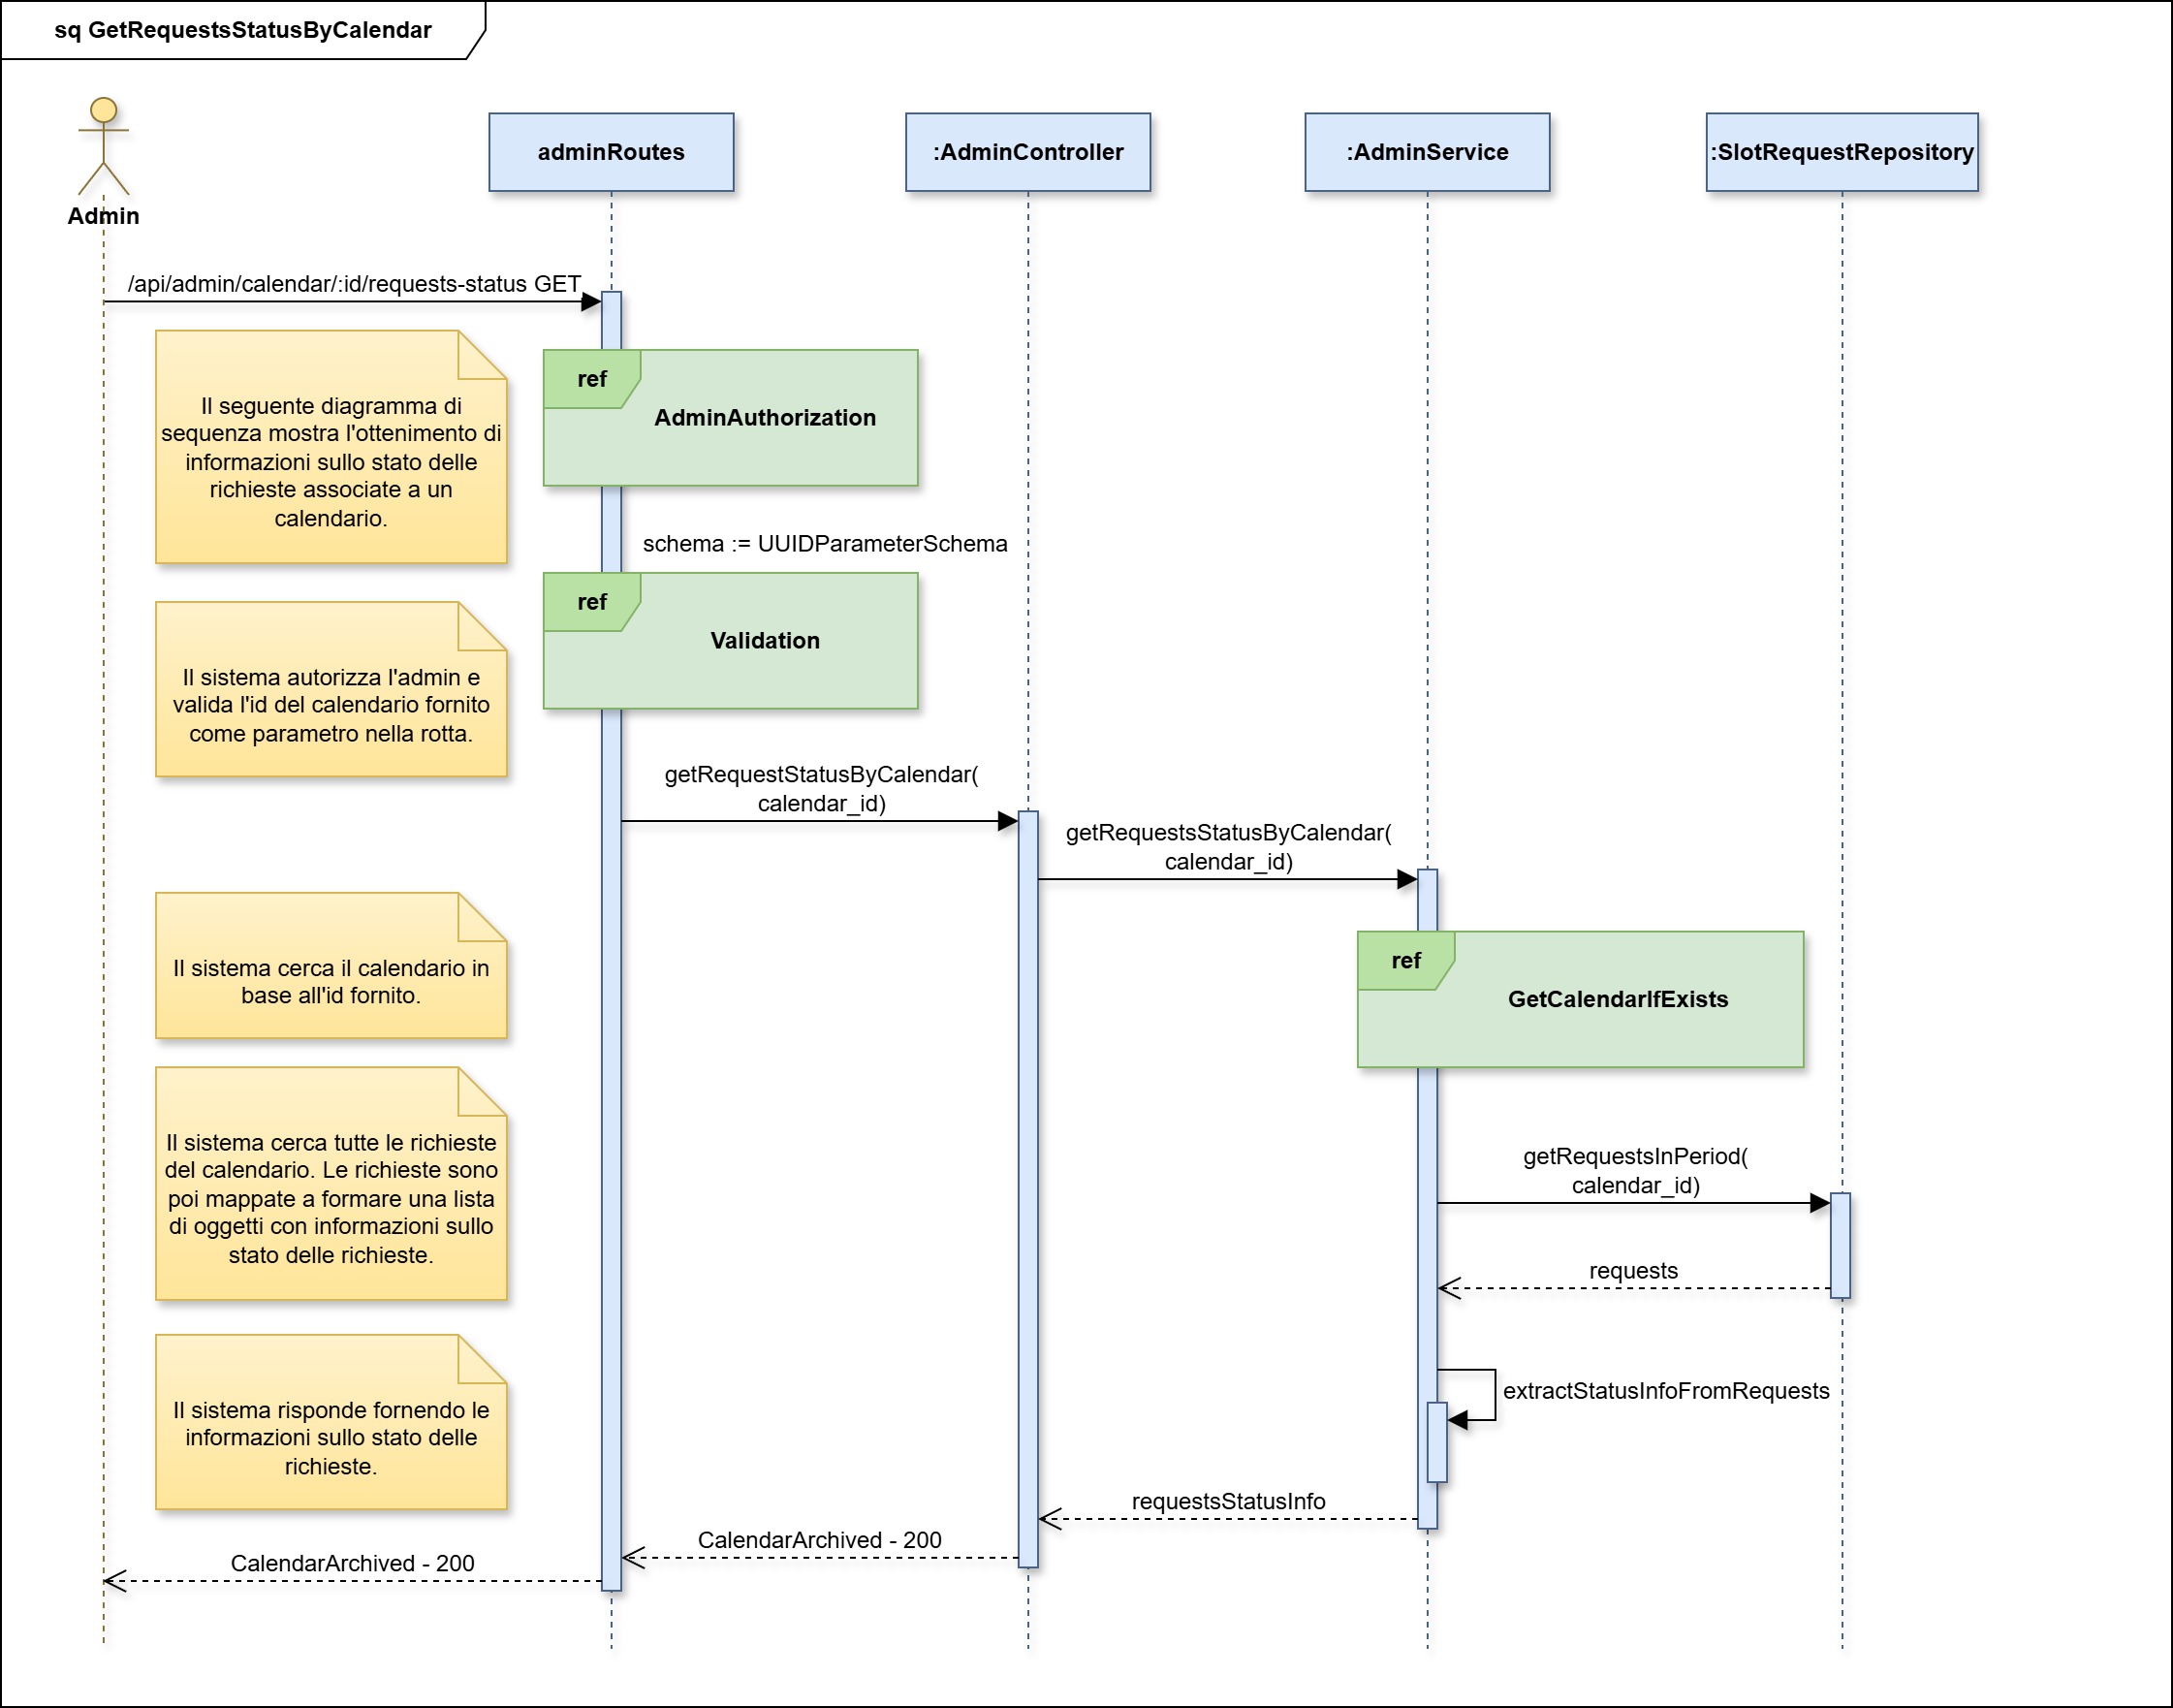 sq GetRequestsStatusByCalendar
Admin
adminRoutes
:AdminController
:AdminService
:SlotRequestRepository
/api/admin/calendar/:id/requests-status GET
Il seguente diagramma di
sequenza mostra l'ottenimento di
informazioni sullo stato delle
richieste associate a un
calendario.
ref
AdminAuthorization
schema := UUIDParameterSchema
ref
Validation
Il sistema autorizza l'admin e
valida l'id del calendario fornito
come parametro nella rotta.
getRequestStatusByCalendar(
calendar_id)
getRequestsStatusByCalendar(
calendar_id)
Il sistema cerca il calendario in
base all'id fornito.
ref
GetCalendarIfExists
Il sistema cerca tutte le richieste
del calendario. Le richieste sono
poi mappate a formare una lista
di oggetti con informazioni sullo
stato delle richieste.
getRequestsInPeriod(
calendar_id)
requests
extractStatusInfoFromRequests
Il sistema risponde fornendo le
informazioni sullo stato delle
richieste.
requestsStatusInfo
CalendarArchived - 200
CalendarArchived - 200